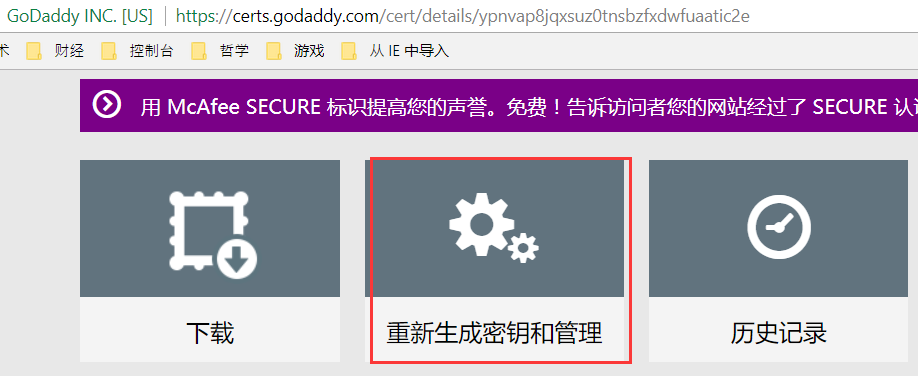 GoDaddy INC. [US] | https://certs.godaddy.com/cert/details/ypnvap8jqxsuz0tnsbzfxdwfuaatic2e
术 财经 控制台 哲学 游戏 从 IE 中导入
用 McAfee SECURE 标识提高您的声誉。免费！告诉访问者您的网站经过了 SECURE 认
下载 重新生成密钥和管理 历史记录